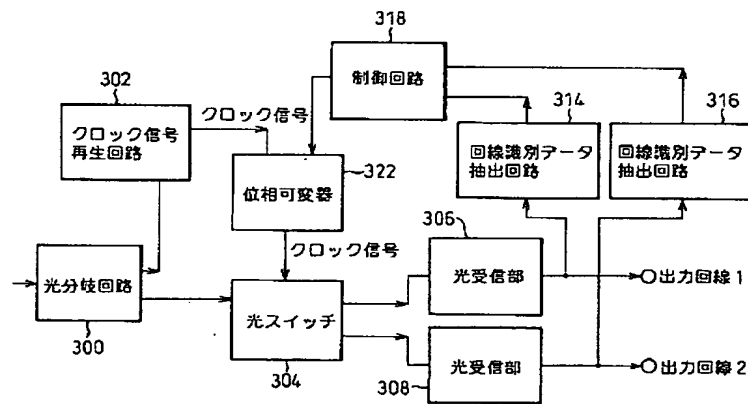 318
制御回路
302
クロック信号
再生回路
クロック信号
314
316
回線識別データ
抽出回路
回線識別データ
抽出回路
位相可変器
322
クロック信号
306
光分岐回路
300
光スイッチ
304
光受信部
出力回線1
光受信部
308
出力回線2